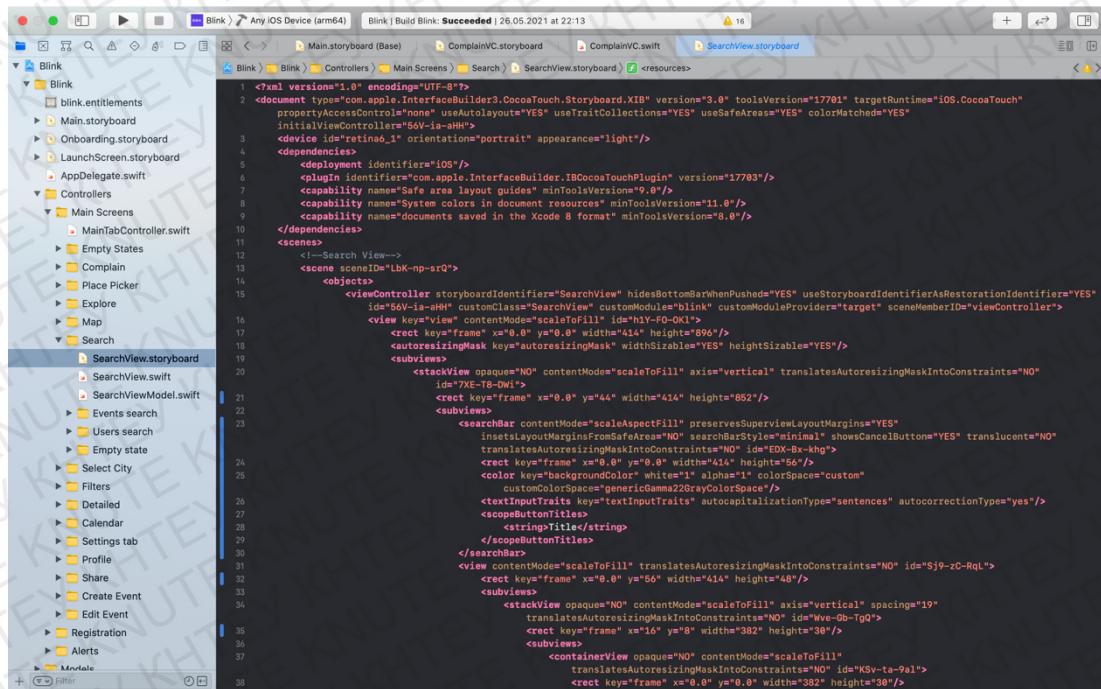 Blink
Any iOS Device (arm64)
Blink | Build Blink: Succeeded | 26.05.2021 at 22:13
16
Main.storyboard (Base)
ComplainVC.storyboard
ComplainVC.swift
SearchView.storyboard
Blink
Blink
Controllers
Main Screens
Search
SearchView.storyboard
<resources>
Blink
Blink
blink.entitlements
Main.storyboard
Onboarding.storyboard
LaunchScreen.storyboard
AppDelegate.swift
Controllers
Main Screens
MainTabController.swift
Empty States
Complain
Place Picker
Explore
Map
Search
SearchView.storyboard
SearchView.swift
SearchViewModel.swift
Events search
Users search
Empty state
Select City
Filters
Detailed
Calendar
Settings tab
Profile
Share
Create Event
Edit Event
Registration
Alerts
Models
Filter
1 <?xml version="1.0" encoding="UTF-8"?>
2 <document type="com.apple.InterfaceBuilder3.CocoaTouch.Storyboard.XIB" version="3.0" toolsVersion="17701" targetRuntime="iOS.CocoaTouch"
propertyAccessControl="none" useAutolayout="YES" useTraitCollections="YES" useSafeAreas="YES" colorMatched="YES"
initialViewController="56V-ia-aHH">
3 <device id="retina6_1" orientation="portrait" appearance="light"/>
4 <dependencies>
5 <deployment identifier="iOS"/>
6 <plugIn identifier="com.apple.InterfaceBuilder.IBCocoaTouchPlugin" version="17703"/>
7 <capability name="Safe area layout guides" minToolsVersion="9.0"/>
8 <capability name="System colors in document resources" minToolsVersion="11.0"/>
9 <capability name="documents saved in the Xcode 8 format" minToolsVersion="8.0"/>
10 </dependencies>
11 <scenes>
12 <!--Search View-->
13 <scene sceneID="LbK-np-srQ">
14 <objects>
15 <viewController storyboardIdentifier="SearchView" hidesBottomBarWhenPushed="YES" useStoryboardIdentifierAsRestorationIdentifier="YES"
id="56V-ia-aHH" customClass="SearchView" customModule="blink" customModuleProvider="target" sceneMemberID="viewController">
16 <view key="view" contentMode="scaleToFill" id="h1Y-FO-OKl">
17 <rect key="frame" x="0.0" y="0.0" width="414" height="896"/>
18 <autoresizingMask key="autoresizingMask" widthSizable="YES" heightSizable="YES"/>
19 <subviews>
20 <stackView opaque="NO" contentMode="scaleToFill" axis="vertical" translatesAutoresizingMaskIntoConstraints="NO"
id="7XE-T8-DWi">
21 <rect key="frame" x="0.0" y="44" width="414" height="852"/>
22 <subviews>
23 <searchBar contentMode="scaleAspectFill" preservesSuperviewLayoutMargins="YES"
insetsLayoutMarginsFromSafeArea="NO" searchBarStyle="minimal" showsCancelButton="YES" translucent="NO"
translatesAutoresizingMaskIntoConstraints="NO" id="EDX-Bx-khg">
24 <rect key="frame" x="0.0" y="0.0" width="414" height="56"/>
25 <color key="backgroundColor" white="1" alpha="1" colorSpace="custom"
customColorSpace="genericGamma22GrayColorSpace"/>
26 <textInputTraits key="textInputTraits" autocapitalizationType="sentences" autocorrectionType="yes"/>
27 <scopeButtonTitles>
28 <string>Title</string>
29 </scopeButtonTitles>
30 </searchBar>
31 <view contentMode="scaleToFill" translatesAutoresizingMaskIntoConstraints="NO" id="Sj9-zC-RqL">
32 <rect key="frame" x="0.0" y="56" width="414" height="48"/>
33 <subviews>
34 <stackView opaque="NO" contentMode="scaleToFill" axis="vertical" spacing="19"
translatesAutoresizingMaskIntoConstraints="NO" id="Wve-Gb-TgQ">
35 <rect key="frame" x="16" y="8" width="382" height="30"/>
36 <subviews>
37 <containerView opaque="NO" contentMode="scaleToFill"
translatesAutoresizingMaskIntoConstraints="NO" id="KSv-ta-9al">
38 <rect key="frame" x="0.0" y="0.0" width="382" height="30"/>